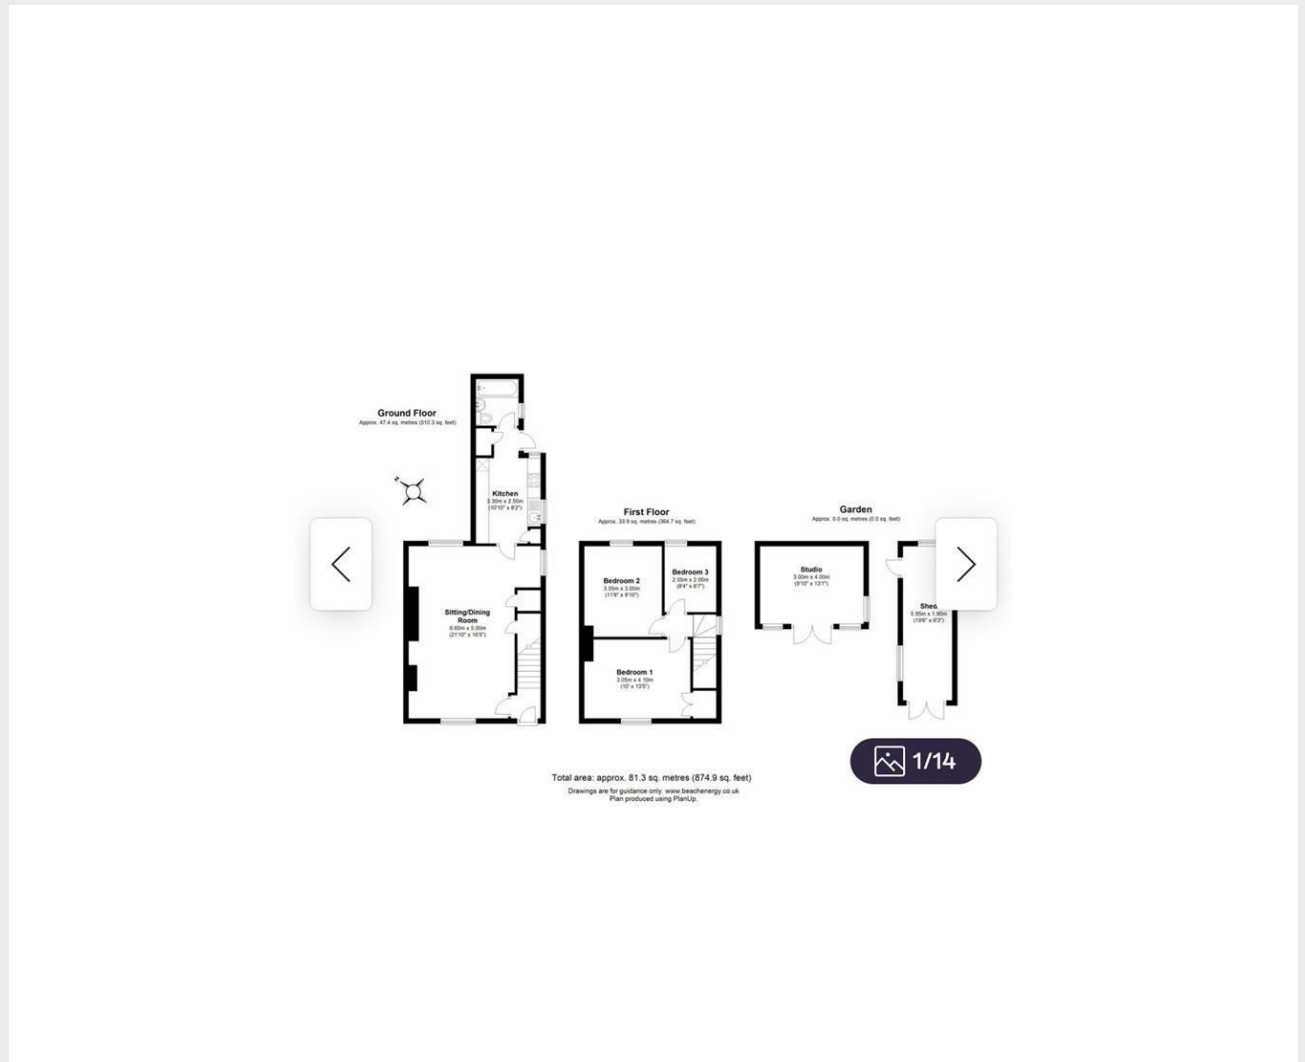 Ground Floor
Approx. 47.4 sq. metres (510.3 sq. feet)
N
Kitchen
3.30m x 2.50m
(10'10" x 8'2")
Sitting/Dining
Room
6.65m x 5.00m
(21'10" x 16'5")
First Floor
Approx. 33.9 sq. metres (364.7 sq. feet)
Bedroom 2
3.55m x 3.00m
(11'8" x 9'10")
Bedroom 3
2.55m x 2.00m
(8'4" x 6'7")
Bedroom 1
3.05m x 4.10m
(10' x 13'5")
Garden
Approx. 0.0 sq. metres (0.0 sq. feet)
Studio
3.00m x 4.00m
(9'10" x 13'1")
Shed
5.95m x 1.90m
(19'6" x 6'3")
1/14
Total area: approx. 81.3 sq. metres (874.9 sq. feet)
Drawings are for guidance only. www.beachenergy.co.uk
Plan produced using PlanUp.